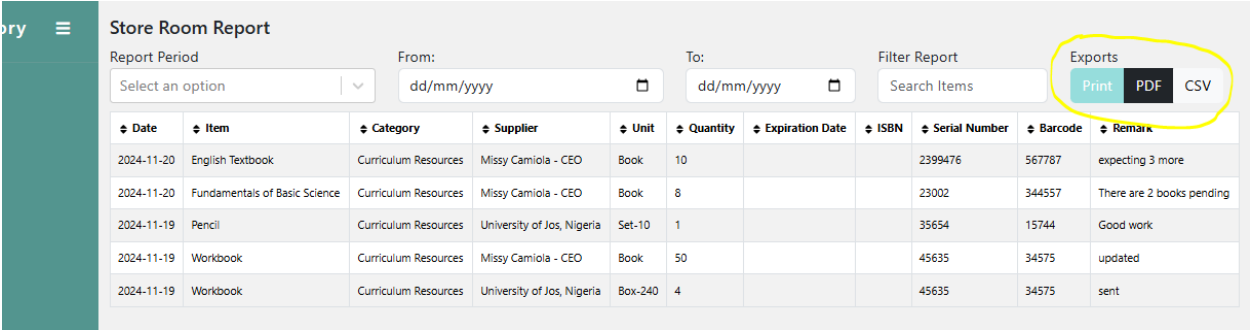 ory Store Room Report
Report Period From: To: Filter Report Exports
Select an option dd/mm/yyyy dd/mm/yyyy Search Items Print PDF CSV
Date Item Category Supplier Unit Quantity Expiration Date ISBN Serial Number Barcode Remark
2024-11-20 English Textbook Curriculum Resources Missy Camiola - CEO Book 10 2399476 567787 expecting 3 more
2024-11-20 Fundamentals of Basic Science Curriculum Resources Missy Camiola - CEO Book 8 23002 344557 There are 2 books pending
2024-11-19 Pencil Curriculum Resources University of Jos, Nigeria Set-10 1 35654 15744 Good work
2024-11-19 Workbook Curriculum Resources Missy Camiola - CEO Book 50 45635 34575 updated
2024-11-19 Workbook Curriculum Resources University of Jos, Nigeria Box-240 4 45635 34575 sent